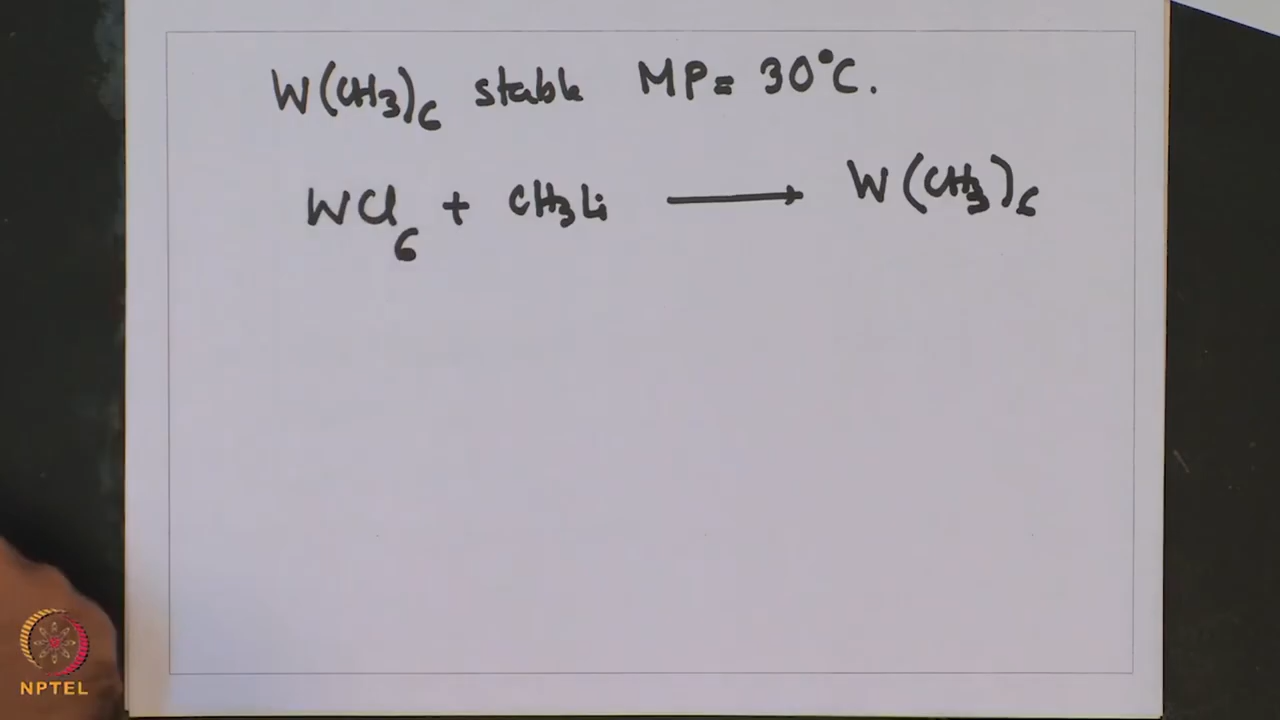 W(CH3)6 stable MP = 30°C.
WCl6 + CH3Li ⟶ W(CH3)6
NPTEL